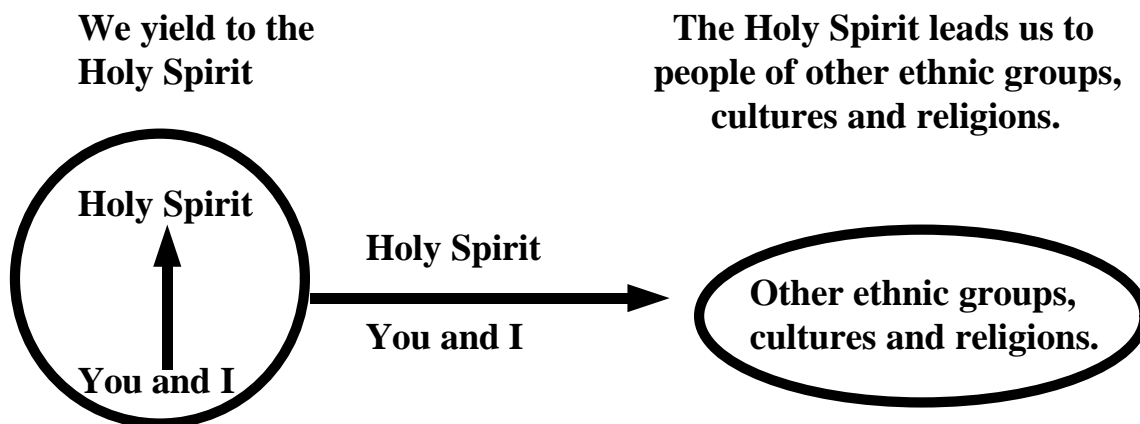 We yield to the
Holy Spirit
The Holy Spirit leads us to
people of other ethnic groups,
cultures and religions.
Holy Spirit
You and I
Holy Spirit
You and I
Other ethnic groups,
cultures and religions.